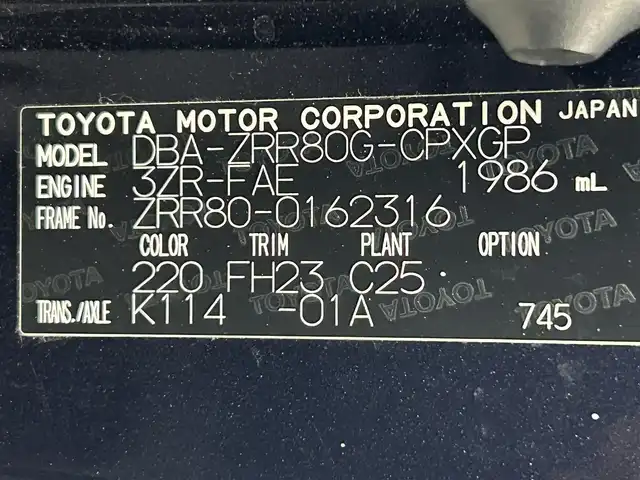 TOYOTA MOTOR CORPORATION JAPAN
MODEL DBA-ZRR80G-CPXGP
ENGINE 3ZR-FAE 1986 mL
FRAME No. ZRR80-0162316
COLOR TRIM PLANT OPTION
220 FH23 C25
TRANS./AXLE K114 -01A 745